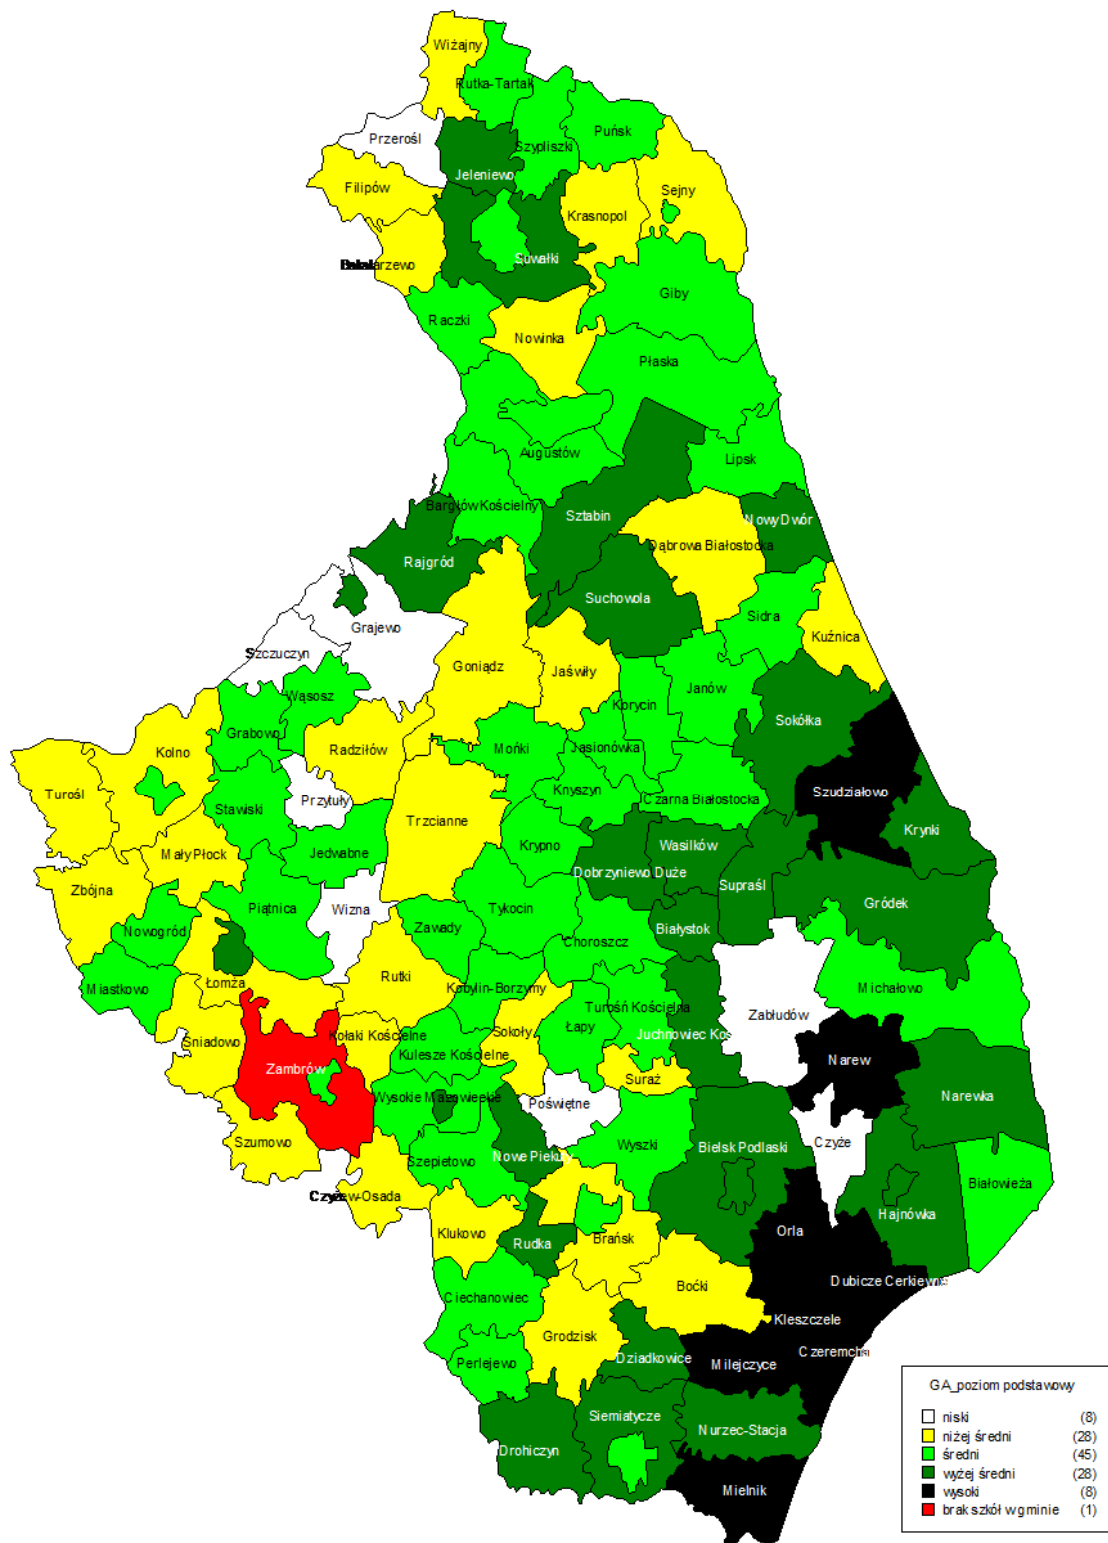 Wiżajny
Rutka-Tartak
Puńsk
Przerośl
Szypliszki
Jeleniewo
Filipów
Sejny
Krasnopol
Suwałki
Giby
Raczki
Nowinka
Płaska
Augustów
Lipsk
Bargłów Kościelny
Sztabin
Nowy Dwór
Dąbrowa Białostocka
Rajgród
Suchowola
Sidra
Grajewo
Kuźnica
Szczuczyn
Goniądz
Jaświły
Janów
Wąsosz
Korycin
Sokółka
Grabowo
Kolno
Radziłów
Mońki
Jasionówka
Turośl
Knyszyn
Szudziałowo
Przytuły
Czarna Białostocka
Stawiski
Trzcianne
Krynki
Krypno
Wasilków
Mały Płock
Jedwabne
Dobrzyniewo Duże
Supraśl
Zbójna
Gródek
Piątnica
Wizna
Tykocin
Nowogród
Zawady
Białystok
Choroszcz
Rutki
Łomża
Miastkowo
Kobylin-Borzymy
Michałowo
Turośń Kościelna
Zabłudów
Łapy
Sokoły
Juchnowiec Koś
Kołaki Kościelne
Śniadowo
Kulesze Kościelne
Narew
Zambrów
Suraż
Narewka
Wysokie Mazowieckie
Poświętne
Szumowo
Wyszki
Bielsk Podlaski
Czyże
Nowe Piekuty
Szepietowo
Białowieża
Czyżew-Osada
Hajnówka
Klukowo
Orla
Rudka
Brańsk
Dubicze Cerkiewne
Boćki
Ciechanowiec
Kleszczele
Grodzisk
Dziadkowice
Czeremcha
Perlejewo
Milejczyce
Siemiatycze
Nurzec-Stacja
Drohiczyn
Mielnik
GA_poziom podstawowy
niski (8)
niżej średni (28)
średni (45)
wyżej średni (28)
wysoki (8)
brak szkół w gminie (1)